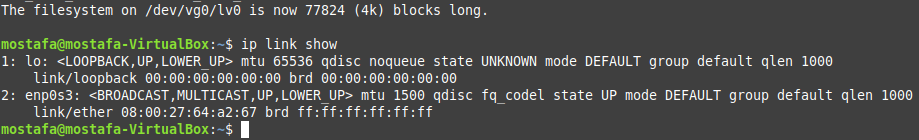 The filesystem on /dev/vg0/lv0 is now 77824 (4k) blocks long.
mostafa@mostafa-VirtualBox:~$ ip link show
1: lo: <LOOPBACK,UP,LOWER_UP> mtu 65536 qdisc noqueue state UNKNOWN mode DEFAULT group default qlen 1000
    link/loopback 00:00:00:00:00:00 brd 00:00:00:00:00:00
2: enp0s3: <BROADCAST,MULTICAST,UP,LOWER_UP> mtu 1500 qdisc fq_codel state UP mode DEFAULT group default qlen 1000
    link/ether 08:00:27:64:a2:67 brd ff:ff:ff:ff:ff:ff
mostafa@mostafa-VirtualBox:~$